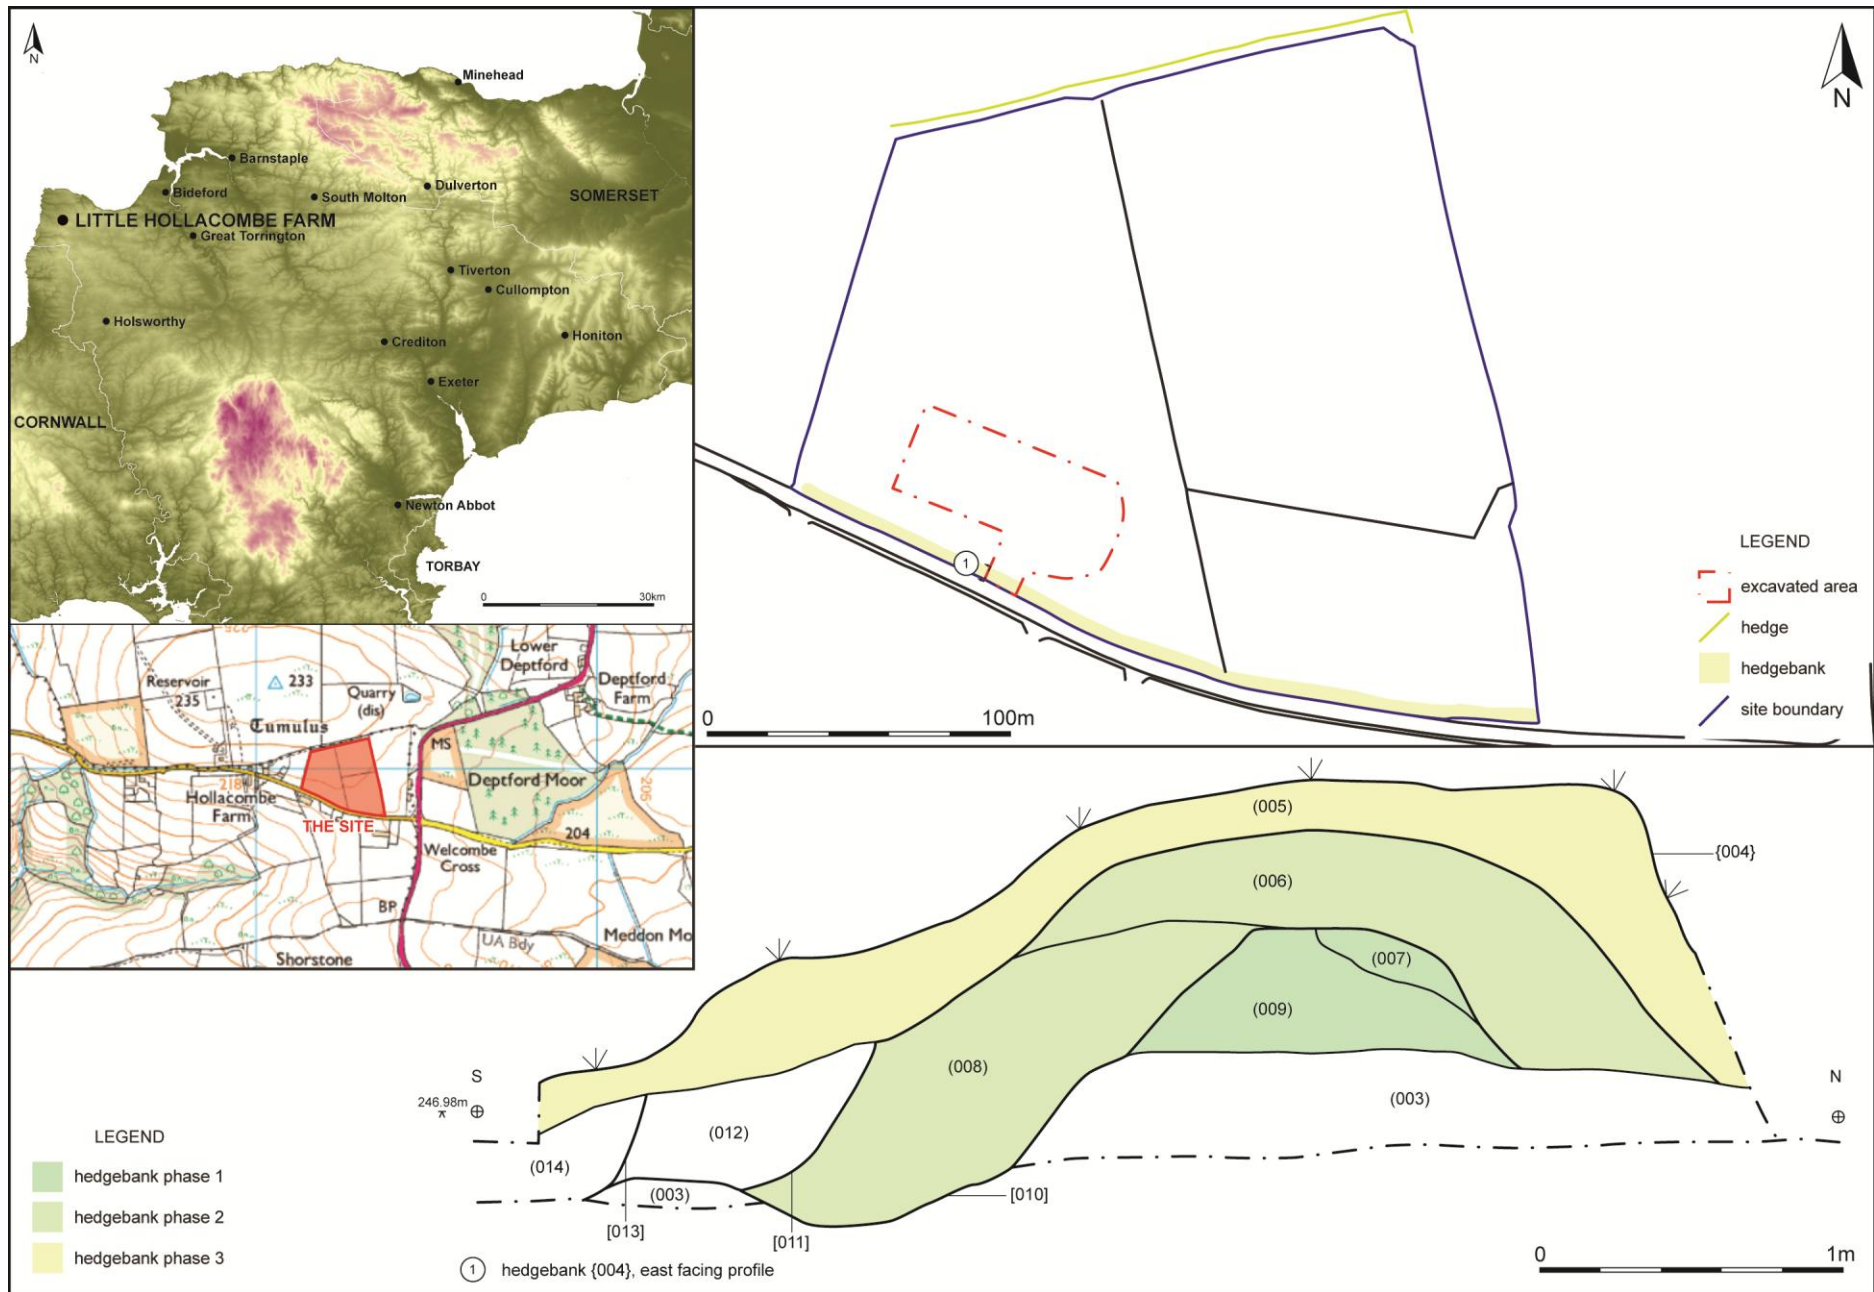 N
Minehead
Barnstaple
Bideford
South Molton
Dulverton
SOMERSET
LITTLE HOLLACOMBE FARM
Great Torrington
Tiverton
Cullompton
Holsworthy
Crediton
Honiton
Exeter
CORNWALL
Newton Abbot
TORBAY
0 30km
Lower
Deptford
Deptford
Farm
Reservoir
235
233
Quarry
(dis)
Tumulus
MS
218
Hollacombe
Farm
THE SITE
Deptford Moor
205
204
Welcombe
Cross
BP
UA Bdy
Meddon Mo
Shorstone
N
1
0 100m
LEGEND
excavated area
hedge
hedgebank
site boundary
(005)
{004}
(006)
(007)
(009)
(008)
(003)
S
246.98m
N
(012)
(014)
(003)
[010]
[013]
[011]
LEGEND
hedgebank phase 1
hedgebank phase 2
hedgebank phase 3
1 hedgebank {004}, east facing profile
0 1m